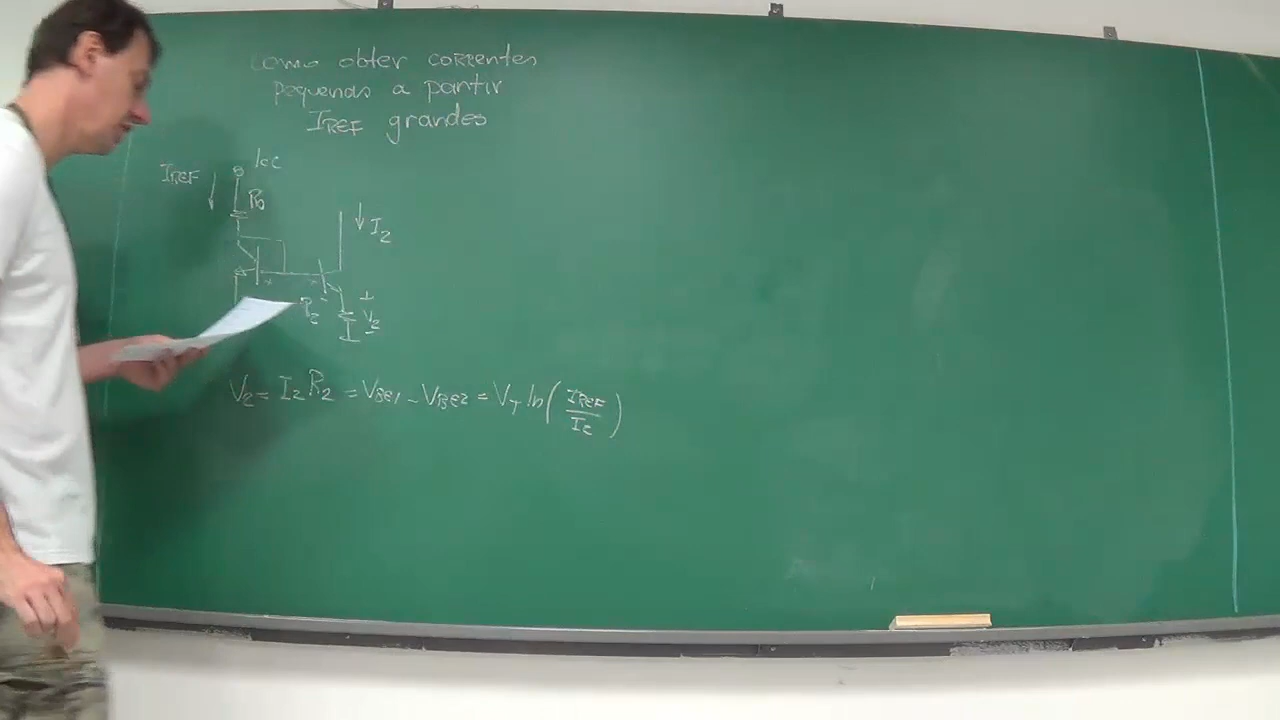 como obter correntes
pequenas a partir
IREF grandes
IREF
Vcc
R0
I2
x x
R2
+
V2
-
V2 = I2 R2 = VBE1 - VBE2 = VT ln(IREF/I2)